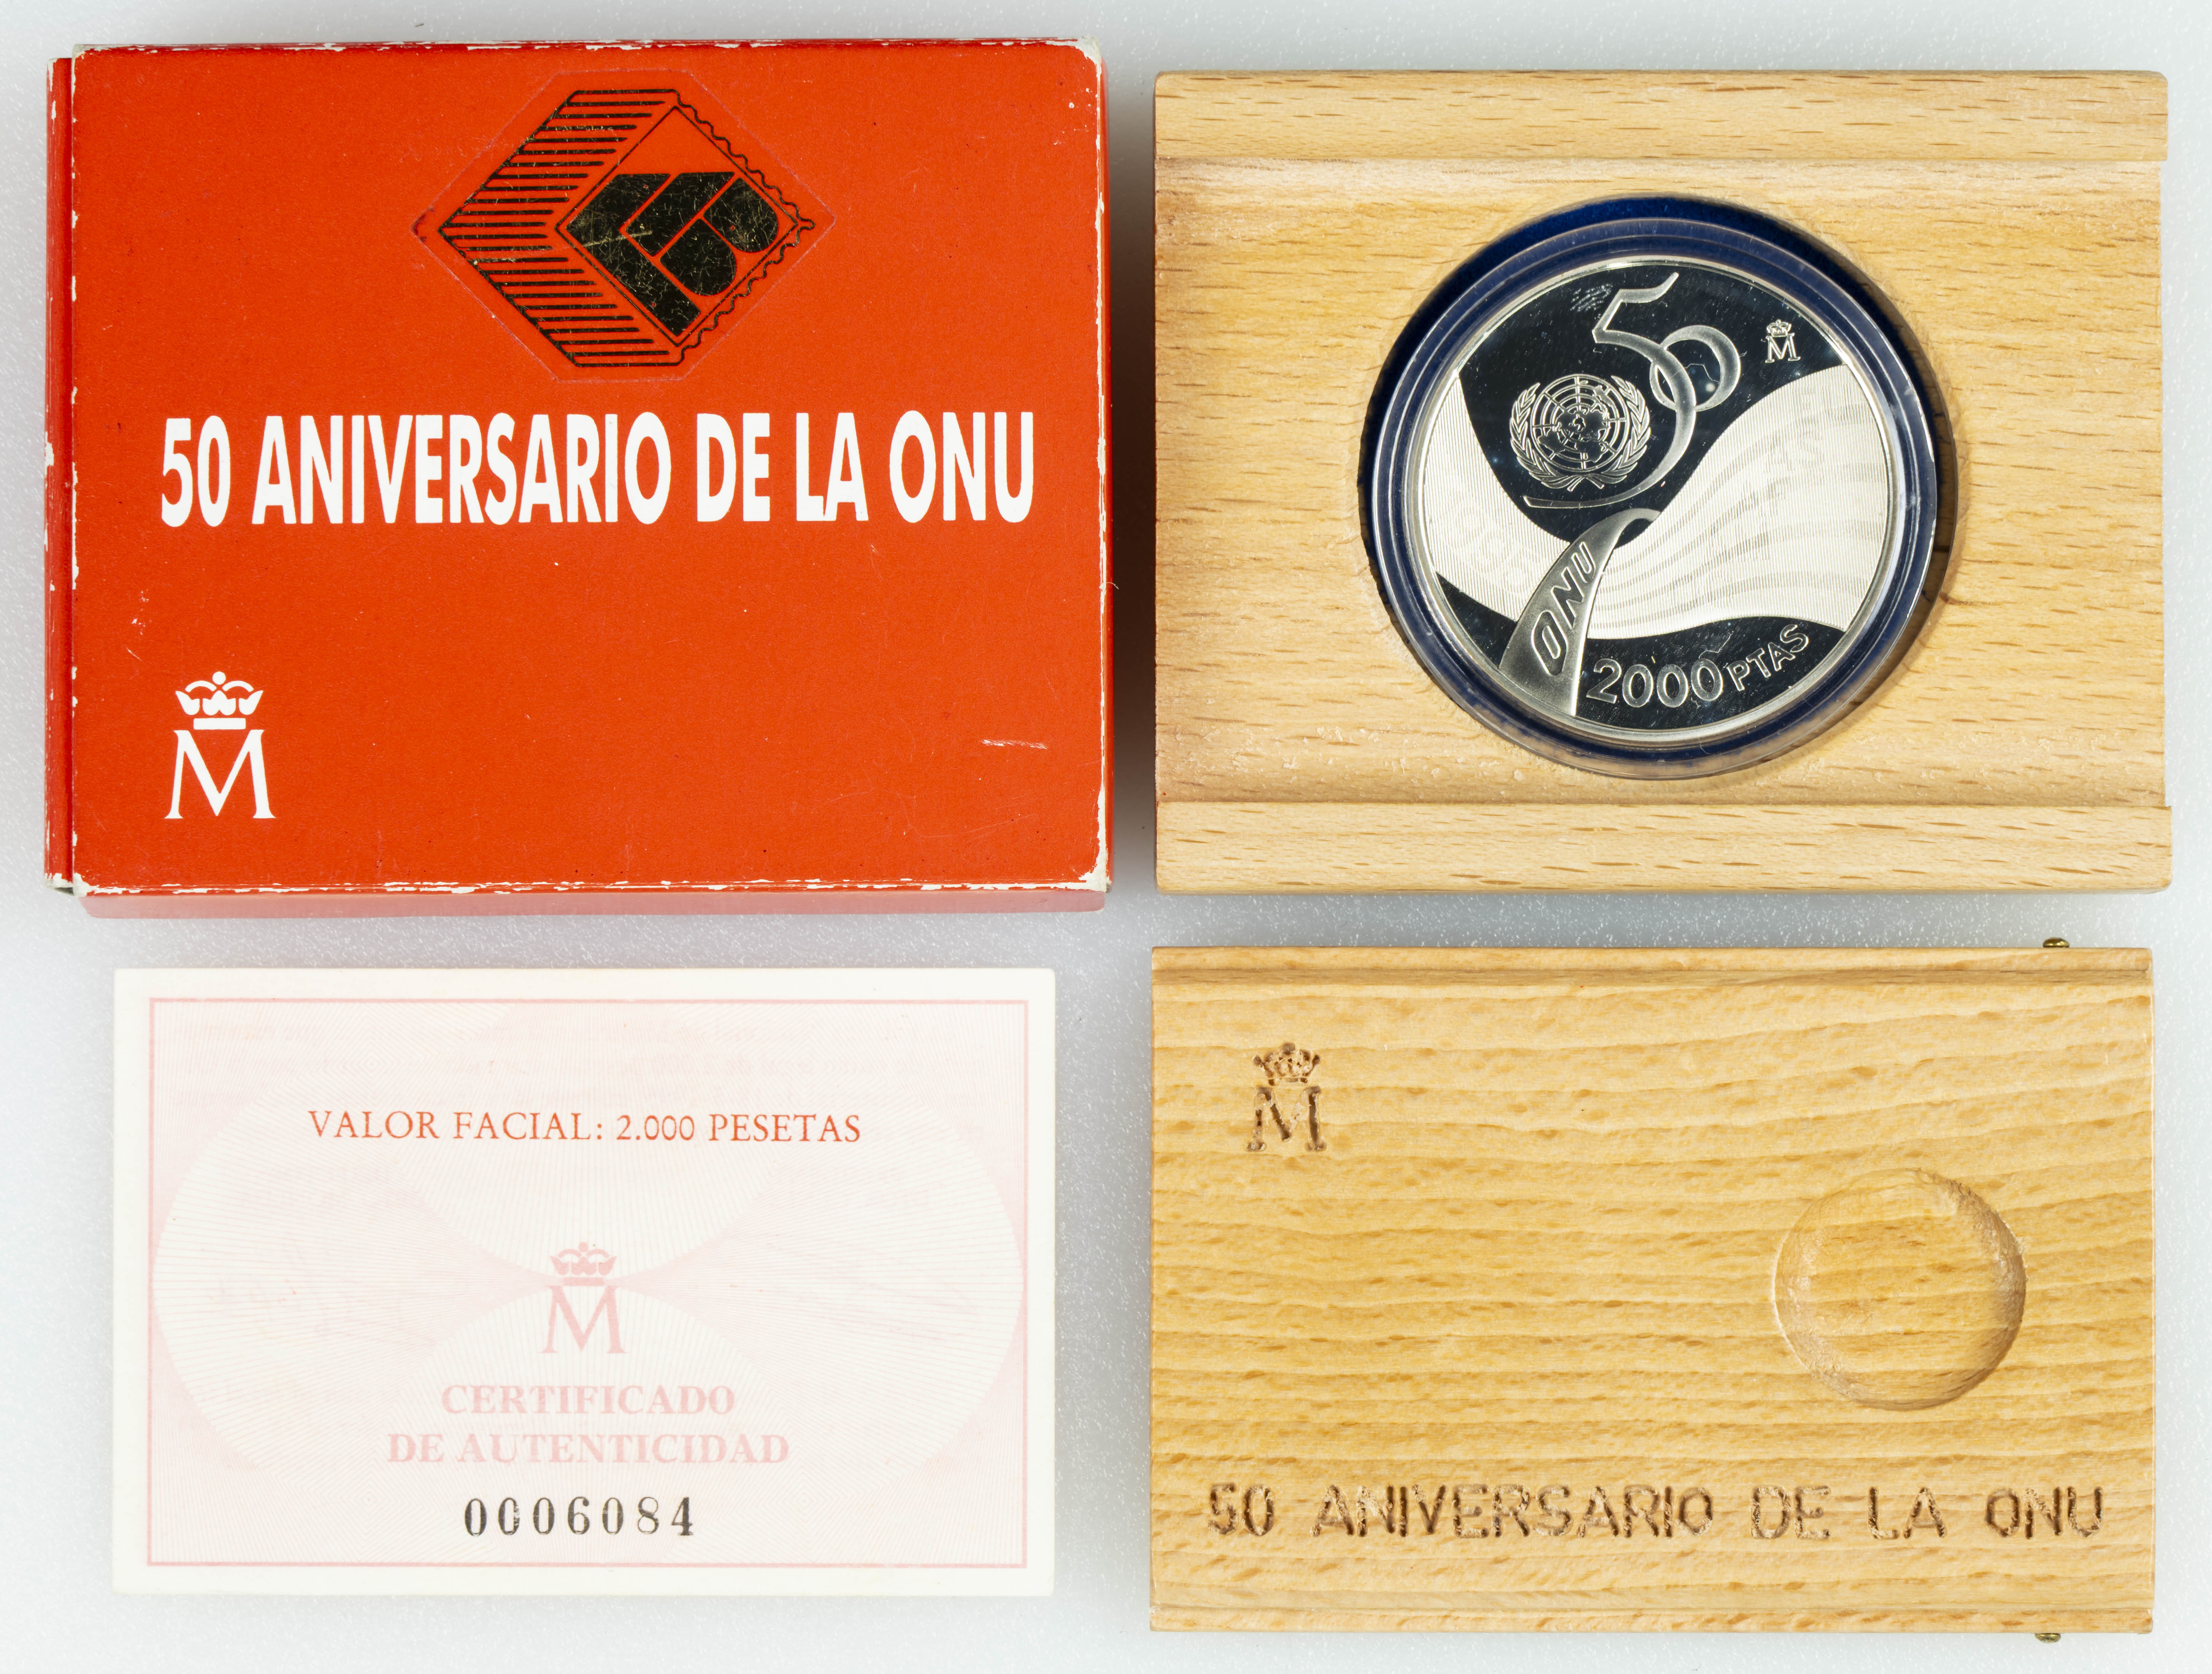 50 ANIVERSARIO DE LA ONU
M
50
M
ONU
2000 PTAS
VALOR FACIAL: 2.000 PESETAS
M
CERTIFICADO
DE AUTENTICIDAD
0006084
M
50 ANIVERSARIO DE LA ONU